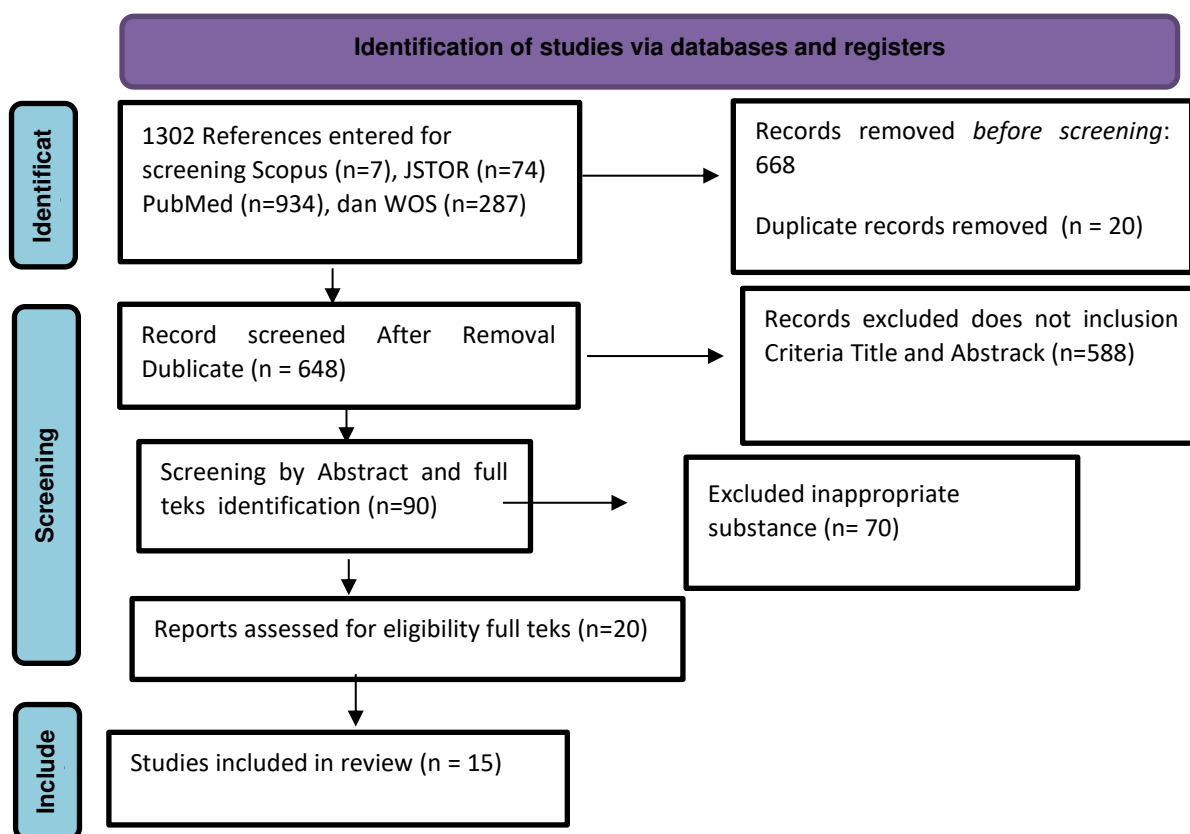 Identification of studies via databases and registers
Identificat
1302 References entered for
screening Scopus (n=7), JSTOR (n=74)
PubMed (n=934), dan WOS (n=287)
Records removed before screening:
668
Duplicate records removed (n = 20)
Screening
Record screened After Removal
Dublicate (n = 648)
Records excluded does not inclusion
Criteria Title and Abstrack (n=588)
Screening by Abstract and full
teks identification (n=90)
Excluded inappropriate
substance (n= 70)
Reports assessed for eligibility full teks (n=20)
Include
Studies included in review (n = 15)